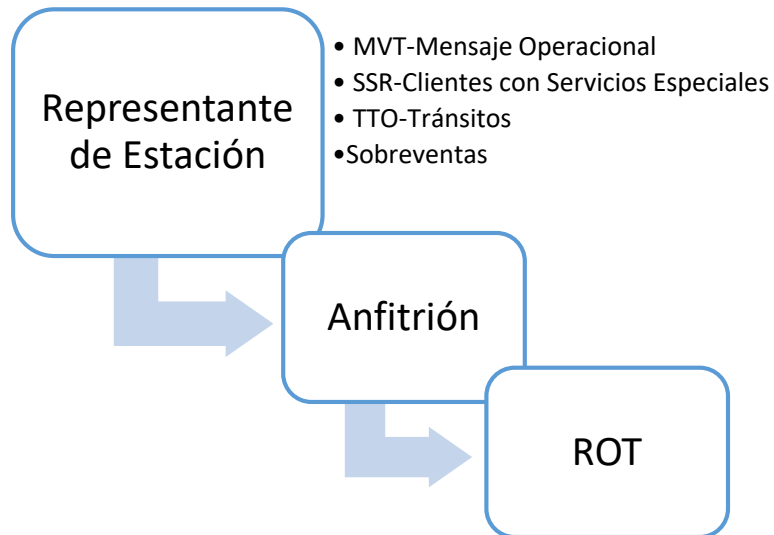 Representante
de Estación
• MVT-Mensaje Operacional
• SSR-Clientes con Servicios Especiales
• TTO-Tránsitos
•Sobreventas
Anfitrión
ROT